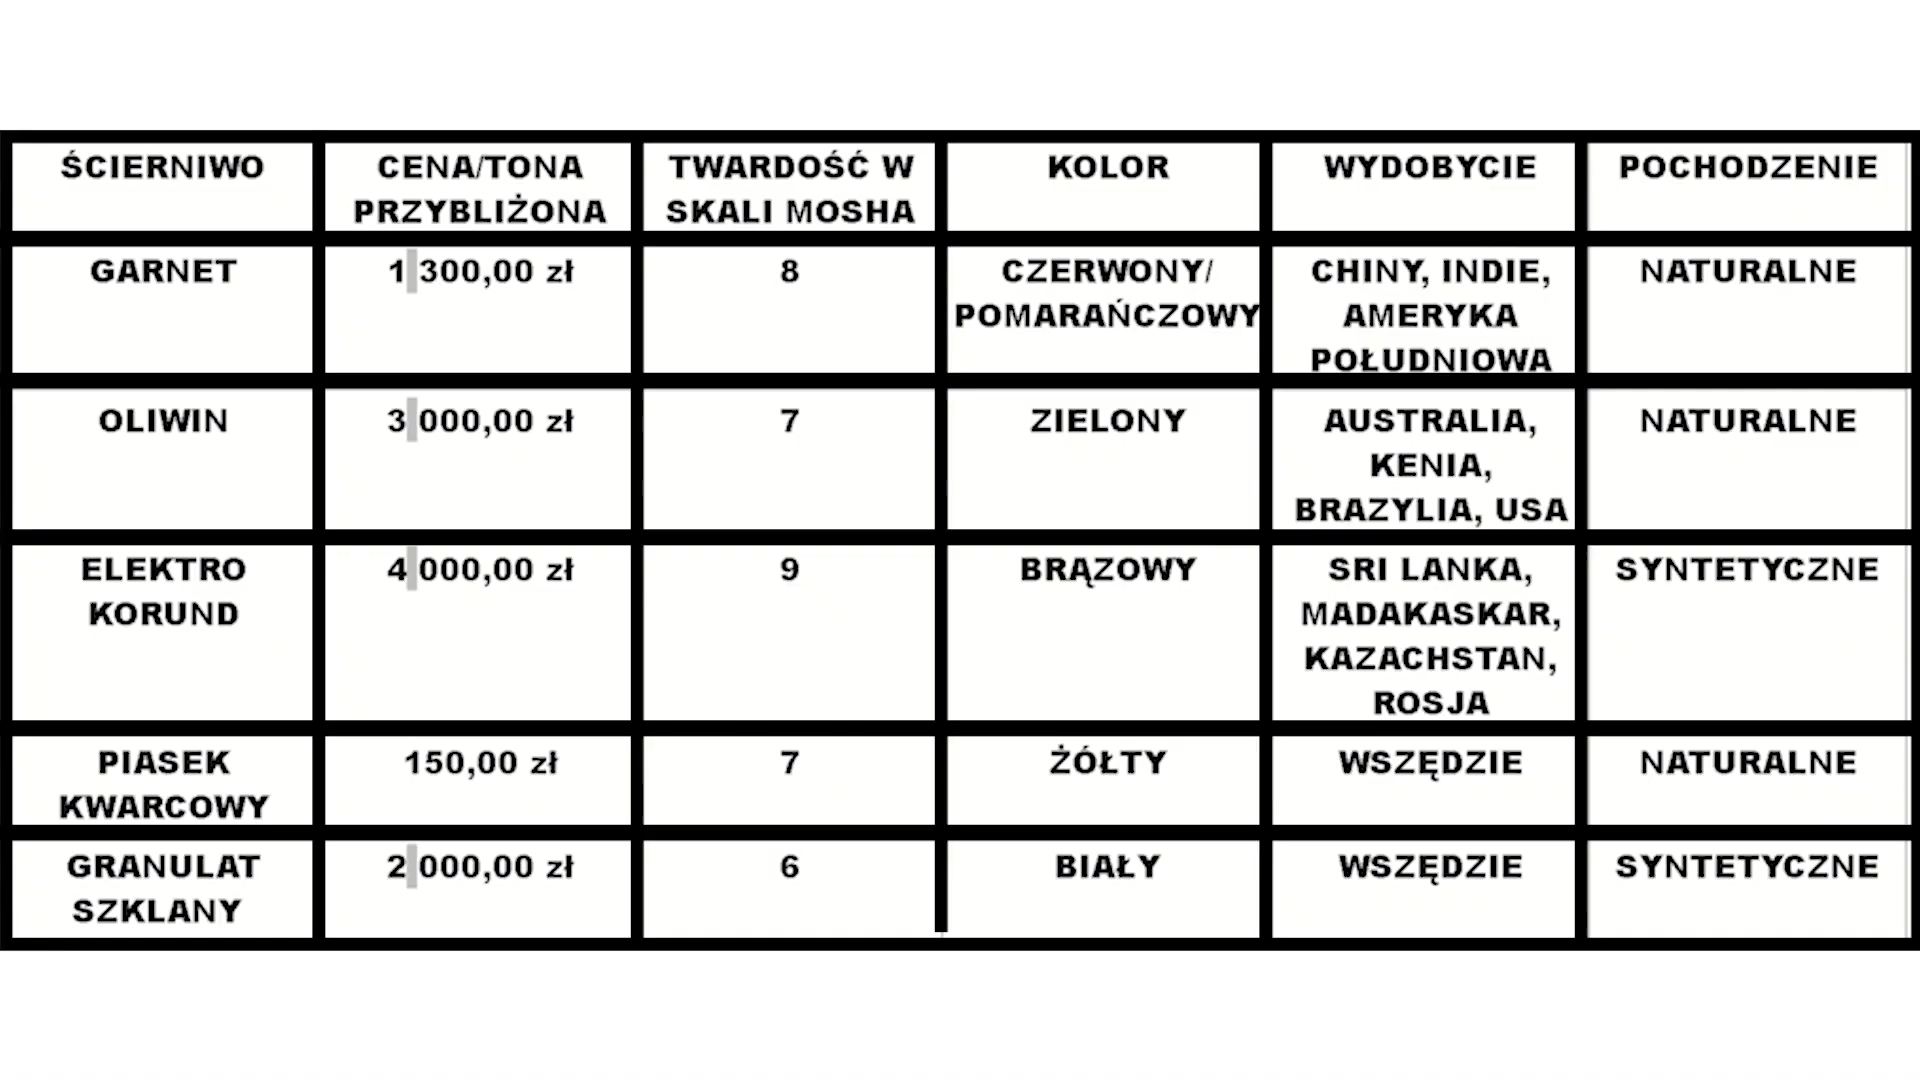 ŚCIERNIWO
CENA/TONA
PRZYBLIŻONA
TWARDOŚĆ W
SKALI MOSHA
KOLOR
WYDOBYCIE
POCHODZENIE
GARNET
1 300,00 zł
8
CZERWONY/
POMARAŃCZOWY
CHINY, INDIE,
AMERYKA
POŁUDNIOWA
NATURALNE
OLIWIN
3 000,00 zł
7
ZIELONY
AUSTRALIA,
KENIA,
BRAZYLIA, USA
NATURALNE
ELEKTRO
KORUND
4 000,00 zł
9
BRĄZOWY
SRI LANKA,
MADAKASKAR,
KAZACHSTAN,
ROSJA
SYNTETYCZNE
PIASEK
KWARCOWY
150,00 zł
7
ŻÓŁTY
WSZĘDZIE
NATURALNE
GRANULAT
SZKLANY
2 000,00 zł
6
BIAŁY
WSZĘDZIE
SYNTETYCZNE